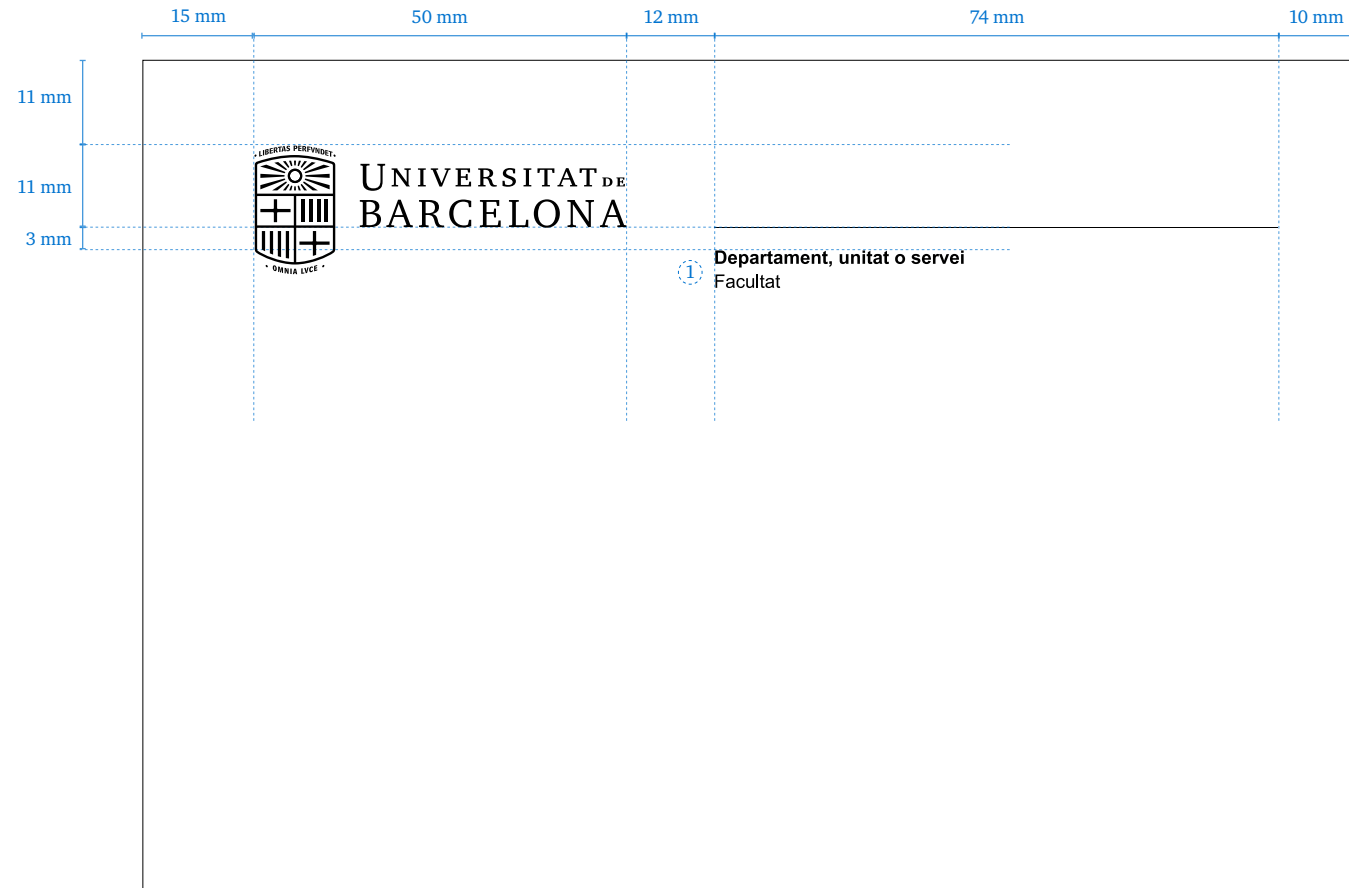 15 mm
50 mm
12 mm
74 mm
10 mm
11 mm
11 mm
3 mm
· LIBERTAS PERFVNDET ·
UNIVERSITAT DE
BARCELONA
· OMNIA LVCE ·
1
Departament, unitat o servei
Facultat